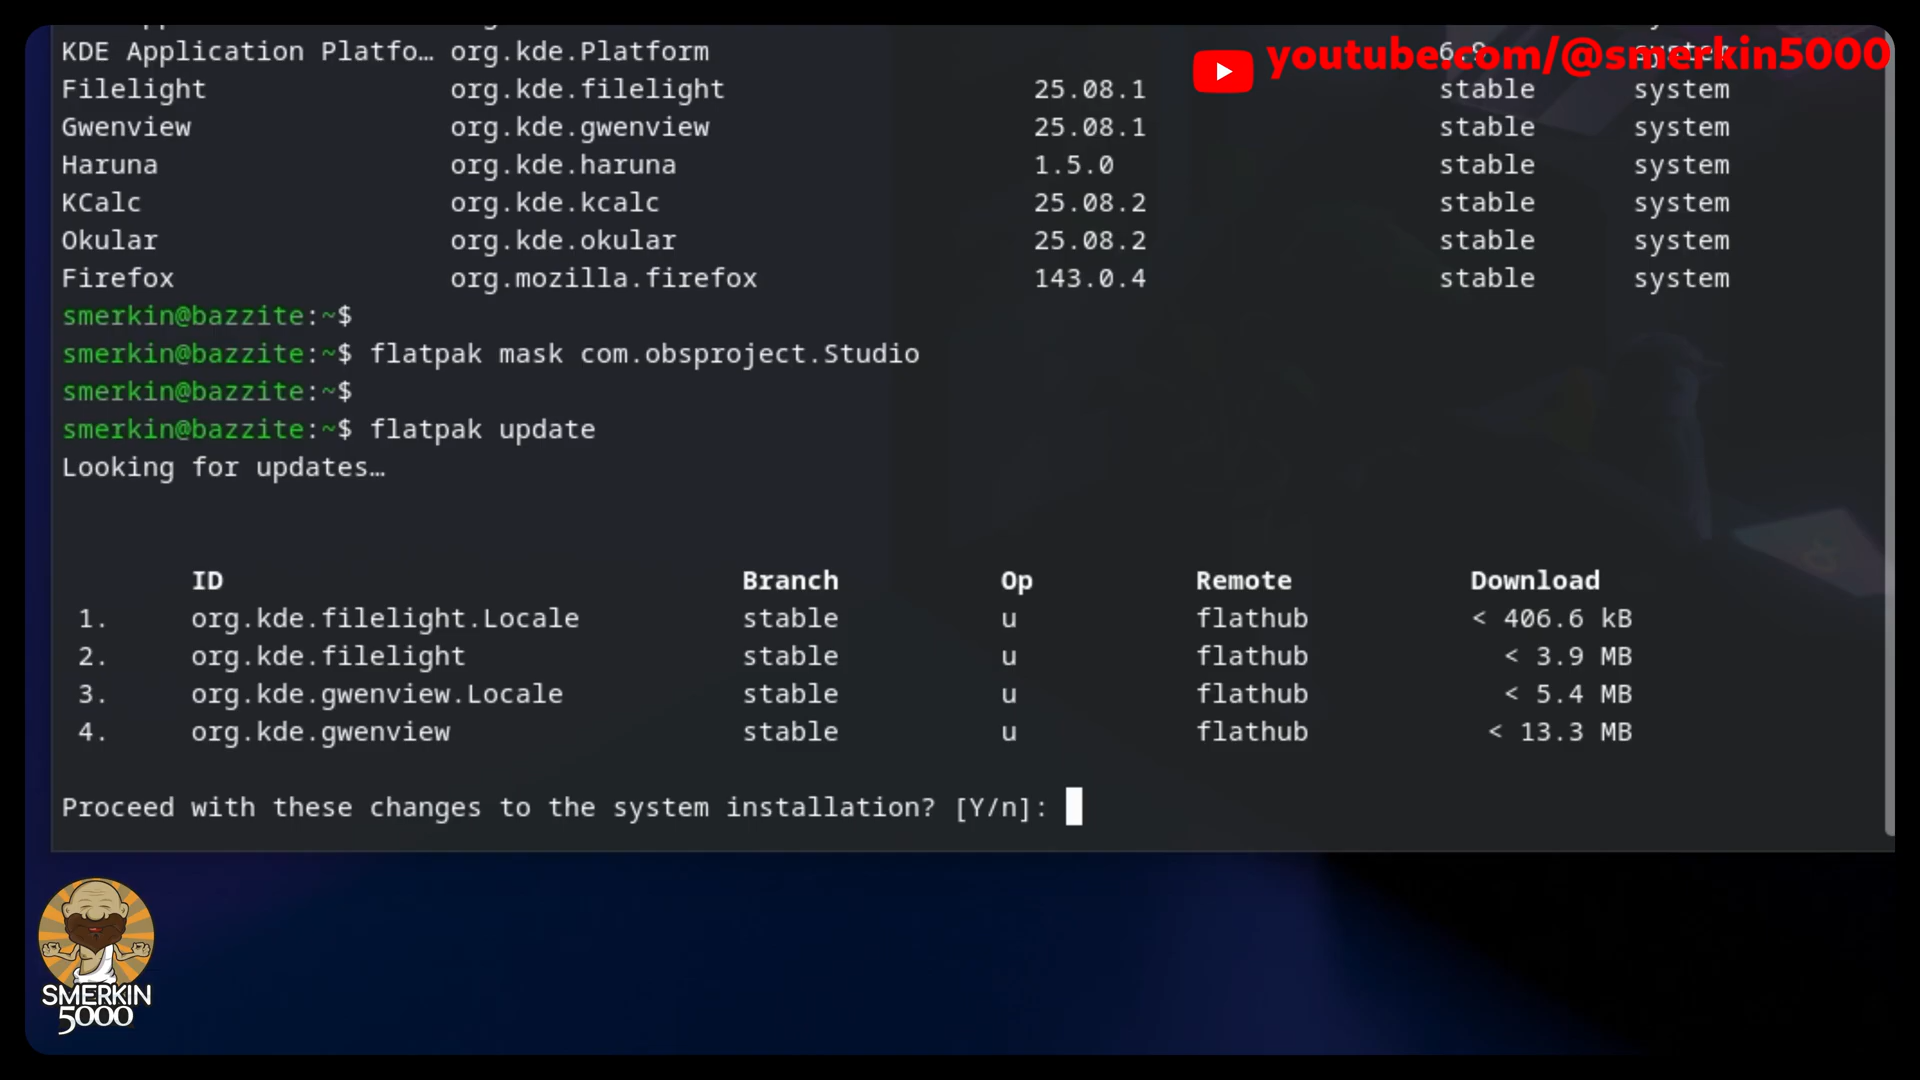 KDE Application Platfo… org.kde.Platform 6.9 system
youtube.com/@smerkin5000
Filelight org.kde.filelight 25.08.1 stable system
Gwenview org.kde.gwenview 25.08.1 stable system
Haruna org.kde.haruna 1.5.0 stable system
KCalc org.kde.kcalc 25.08.2 stable system
Okular org.kde.okular 25.08.2 stable system
Firefox org.mozilla.firefox 143.0.4 stable system
smerkin@bazzite:~$
smerkin@bazzite:~$ flatpak mask com.obsproject.Studio
smerkin@bazzite:~$
smerkin@bazzite:~$ flatpak update
Looking for updates…
ID Branch Op Remote Download
1. org.kde.filelight.Locale stable u flathub < 406.6 kB
2. org.kde.filelight stable u flathub < 3.9 MB
3. org.kde.gwenview.Locale stable u flathub < 5.4 MB
4. org.kde.gwenview stable u flathub < 13.3 MB
Proceed with these changes to the system installation? [Y/n]:
SMERKIN
5000